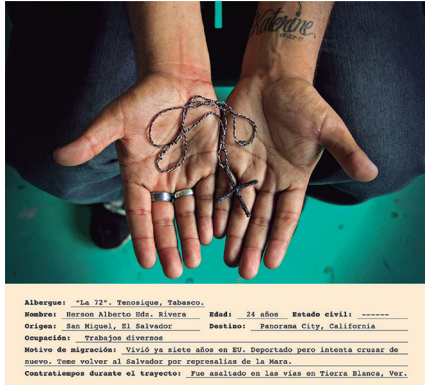 Katerine
Albergue: "La 72". Tenosique, Tabasco.
Nombre: Herson Alberto Hdz. Rivera Edad: 24 años Estado civil: ------
Origen: San Miguel, El Salvador Destino: Panorama City, California
Ocupación: Trabajos diversos
Motivo de migración: Vivió ya siete años en EU. Deportado pero intenta cruzar de
nuevo. Teme volver al Salvador por represalias de la Mara.
Contratiempos durante el trayecto: Fue asaltado en las vías en Tierra Blanca, Ver.